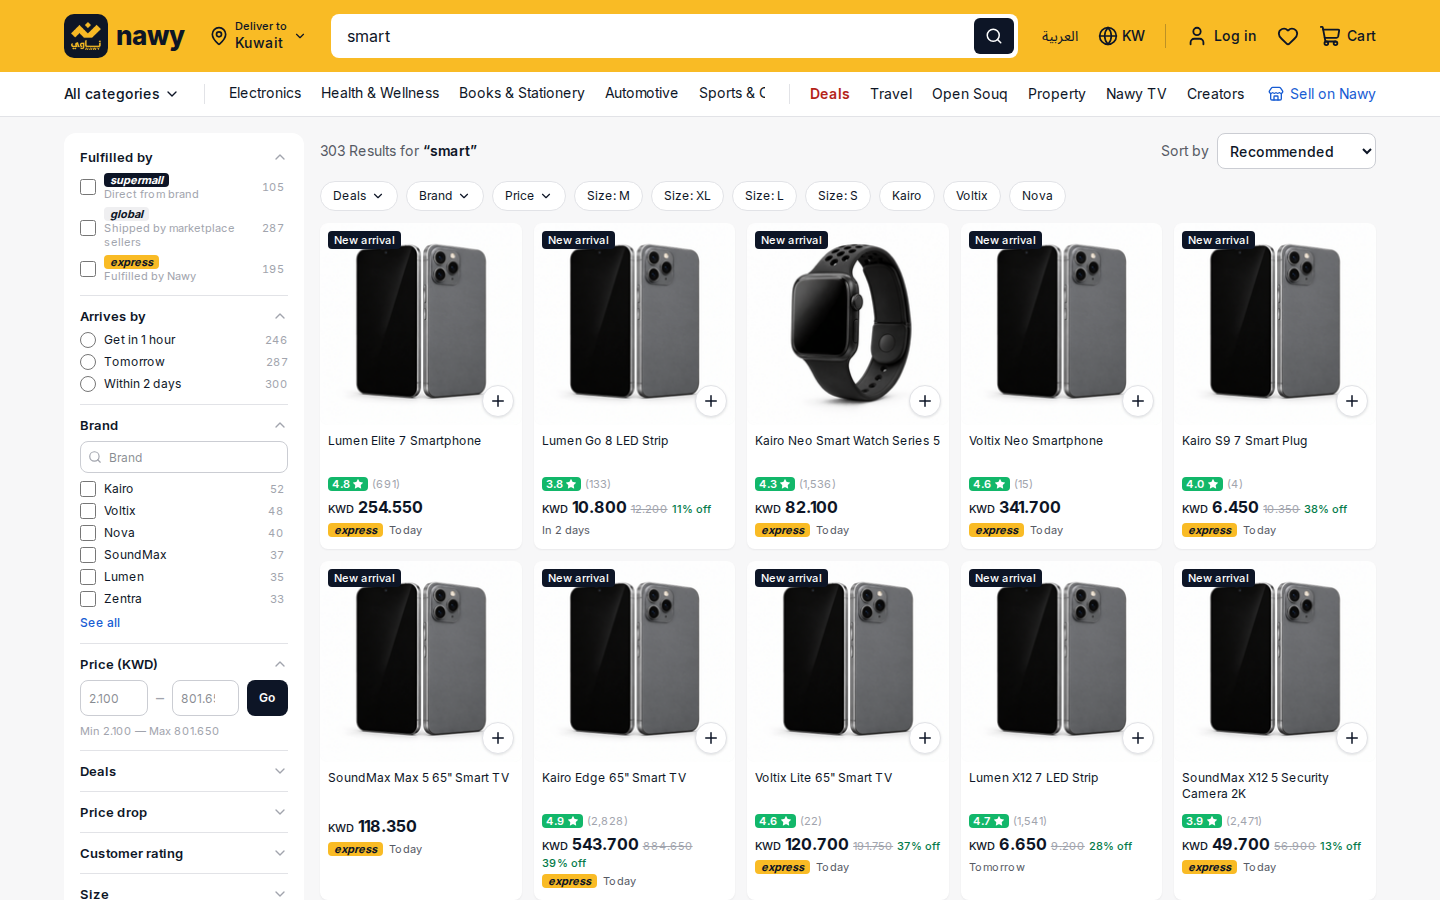 نـاوي
NAWY
nawy
Deliver to
Kuwait
smart
العربية
KW
Log in
Cart
All categories
Electronics
Health & Wellness
Books & Stationery
Automotive
Sports &
Deals
Travel
Open Souq
Property
Nawy TV
Creators
Sell on Nawy
Fulfilled by
supermall
Direct from brand
105
global
Shipped by marketplace
sellers
287
express
Fulfilled by Nawy
195
Arrives by
Get in 1 hour
246
Tomorrow
287
Within 2 days
300
Brand
Brand
Kairo
52
Voltix
48
Nova
40
SoundMax
37
Lumen
35
Zentra
33
See all
Price (KWD)
2.100
—
801.65
Go
Min 2.100 — Max 801.650
Deals
Price drop
Customer rating
Size
303 Results for “smart”
Sort by
Recommended
Deals
Brand
Price
Size: M
Size: XL
Size: L
Size: S
Kairo
Voltix
Nova
New arrival
Lumen Elite 7 Smartphone
4.8 ★ (691)
KWD 254.550
express Today
New arrival
Lumen Go 8 LED Strip
3.8 ★ (133)
KWD 10.800 12.200 11% off
In 2 days
New arrival
Kairo Neo Smart Watch Series 5
4.3 ★ (1,536)
KWD 82.100
express Today
New arrival
Voltix Neo Smartphone
4.6 ★ (15)
KWD 341.700
express Today
New arrival
Kairo S9 7 Smart Plug
4.0 ★ (4)
KWD 6.450 10.350 38% off
express Today
New arrival
SoundMax Max 5 65" Smart TV
KWD 118.350
express Today
New arrival
Kairo Edge 65" Smart TV
4.9 ★ (2,828)
KWD 543.700 884.650
39% off
express Today
New arrival
Voltix Lite 65" Smart TV
4.6 ★ (22)
KWD 120.700 191.750 37% off
express Today
New arrival
Lumen X12 7 LED Strip
4.7 ★ (1,541)
KWD 6.650 9.200 28% off
Tomorrow
New arrival
SoundMax X12 5 Security
Camera 2K
3.9 ★ (2,471)
KWD 49.700 56.900 13% off
express Today